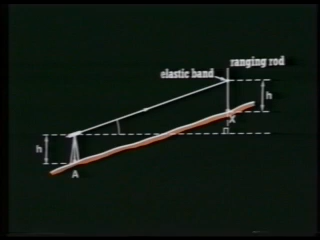 ranging rod
elastic band
h
h
X
A